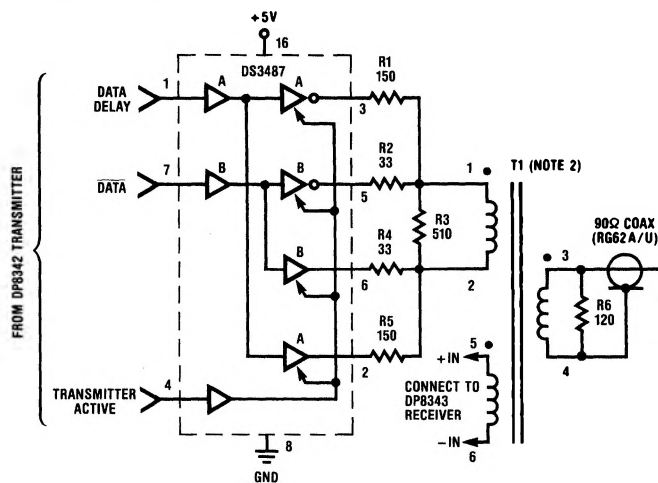 +5V
16
DS3487
R1
150
DATA
DELAY
1
A
A
3
R2
33
DATA
7
B
B
5
1
T1 (NOTE 2)
R3
510
90Ω COAX
(RG62A/U)
FROM DP8342 TRANSMITTER
R4
33
B
6
2
3
R6
120
R5
150
A
2
5
+IN
4
CONNECT TO
DP8343
RECEIVER
TRANSMITTER
ACTIVE
4
-IN
6
8
GND